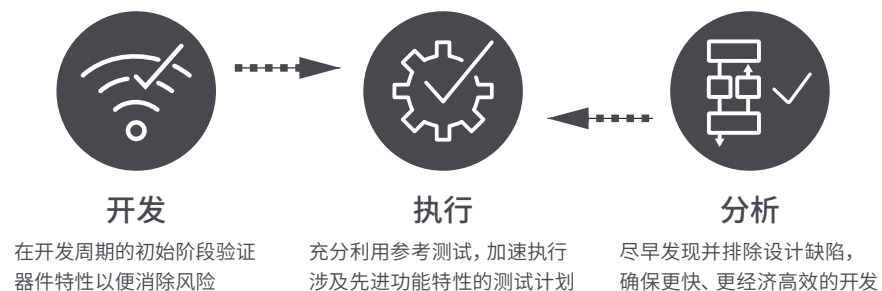 开发
在开发周期的初始阶段验证
器件特性以便消除风险
执行
充分利用参考测试，加速执行
涉及先进功能特性的测试计划
分析
尽早发现并排除设计缺陷，
确保更快、更经济高效的开发